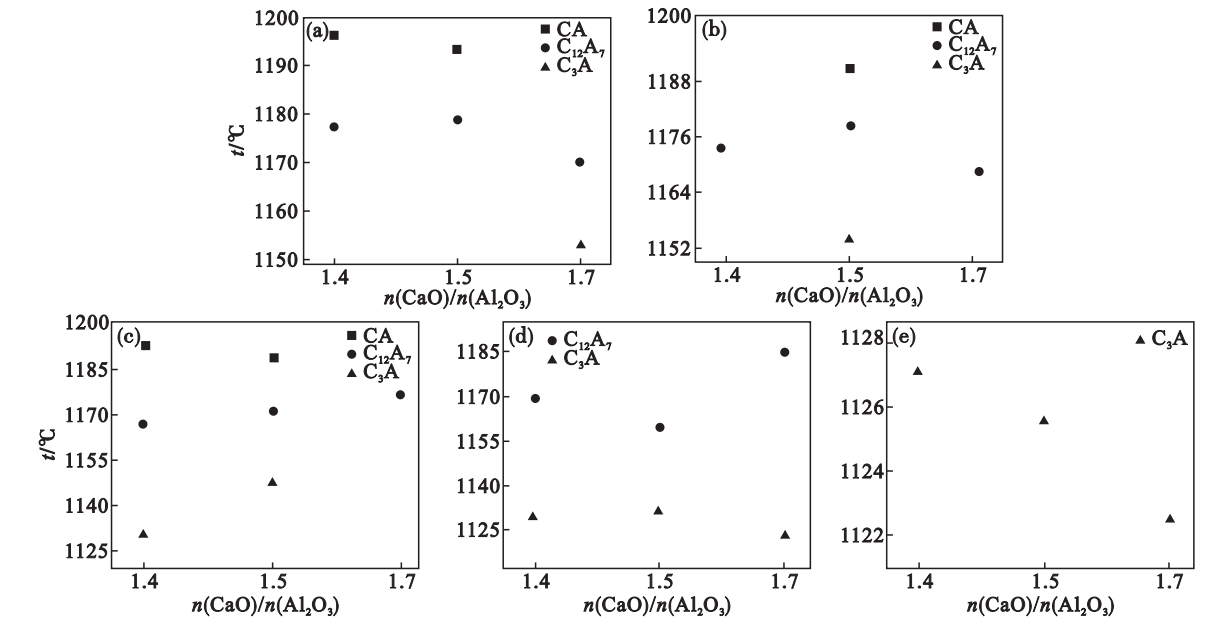 (a)
CA
C₁₂A₇
C₃A
1200
1190
1180
1170
1160
1150
t/℃
1.4 1.5 1.7
n(CaO)/n(Al₂O₃)
(b)
CA
C₁₂A₇
C₃A
1200
1188
1176
1164
1152
1.4 1.5 1.7
n(CaO)/n(Al₂O₃)
(c)
CA
C₁₂A₇
C₃A
1200
1185
1170
1155
1140
1125
t/℃
1.4 1.5 1.7
n(CaO)/n(Al₂O₃)
(d)
C₁₂A₇
C₃A
1185
1170
1155
1140
1125
1.4 1.5 1.7
n(CaO)/n(Al₂O₃)
(e)
C₃A
1128
1126
1124
1122
1.4 1.5 1.7
n(CaO)/n(Al₂O₃)